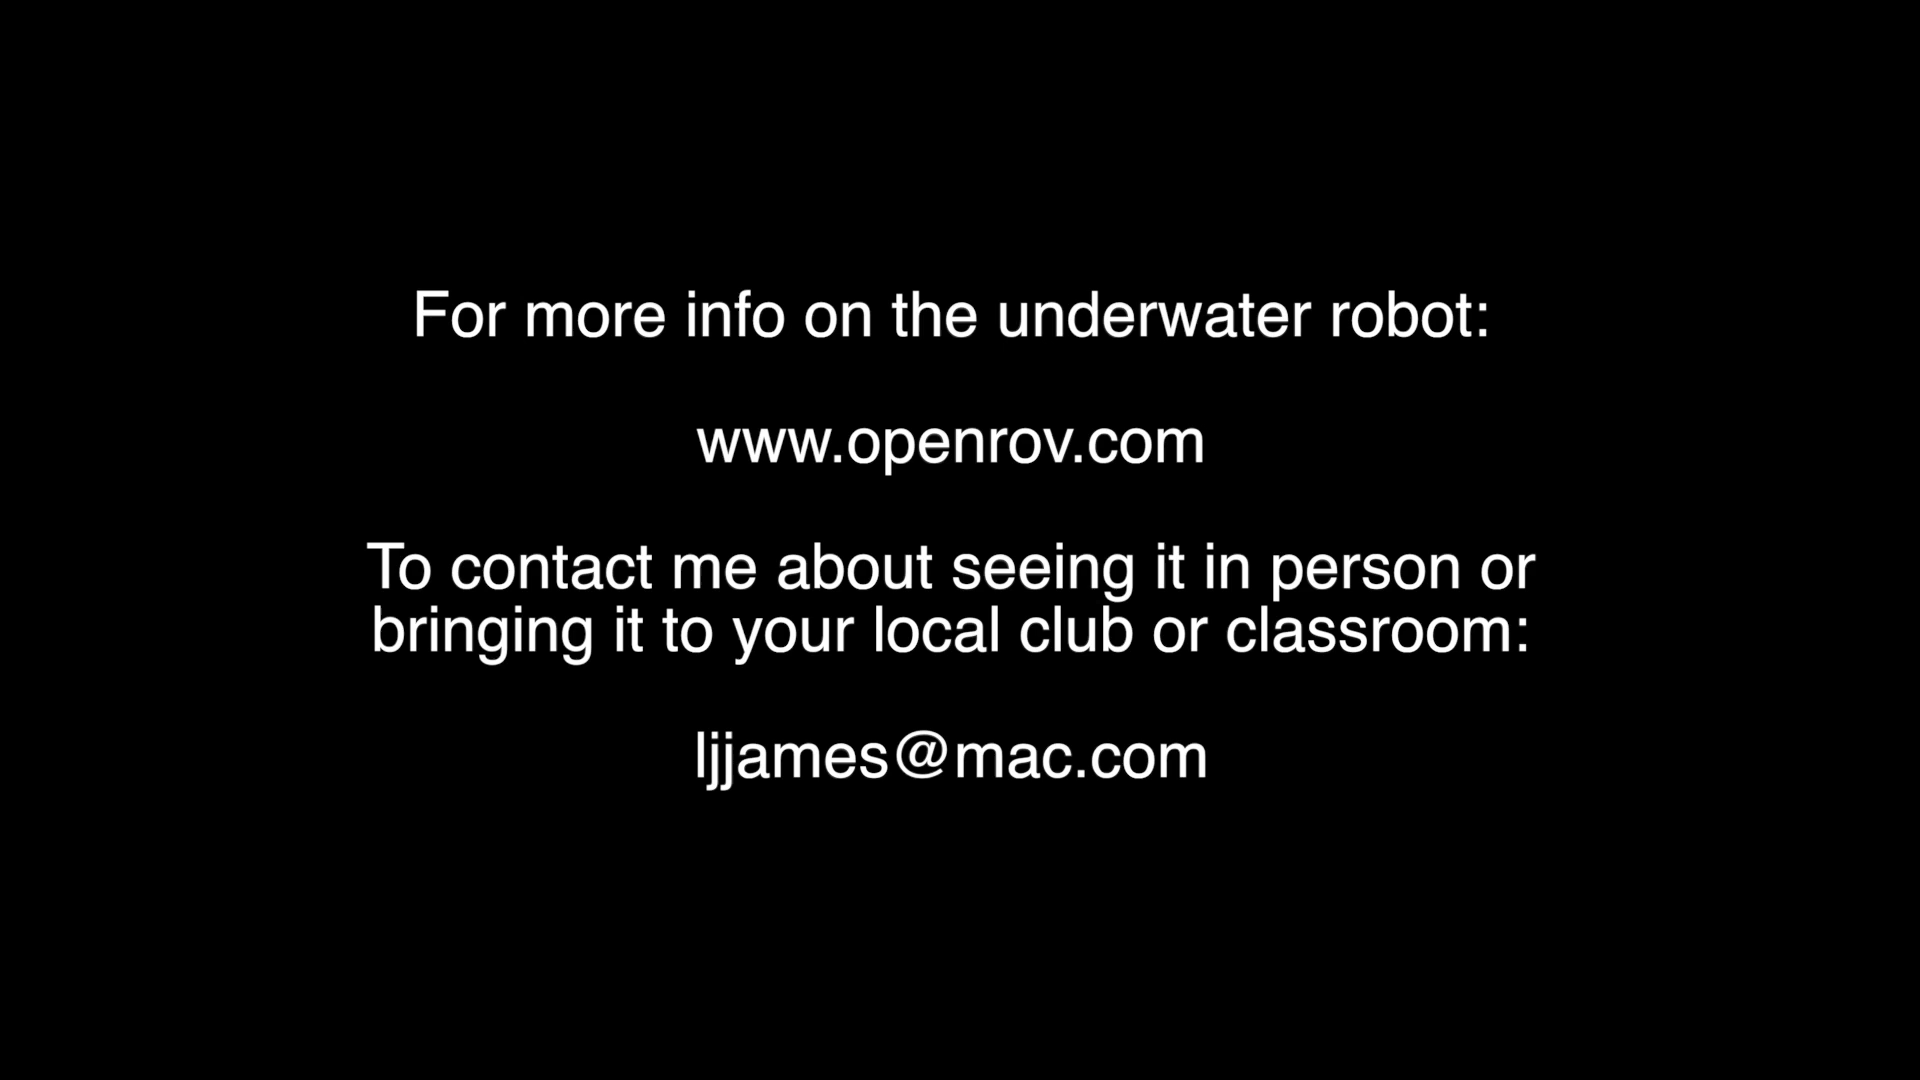 For more info on the underwater robot:
www.openrov.com
To contact me about seeing it in person or
bringing it to your local club or classroom:
ljjames@mac.com